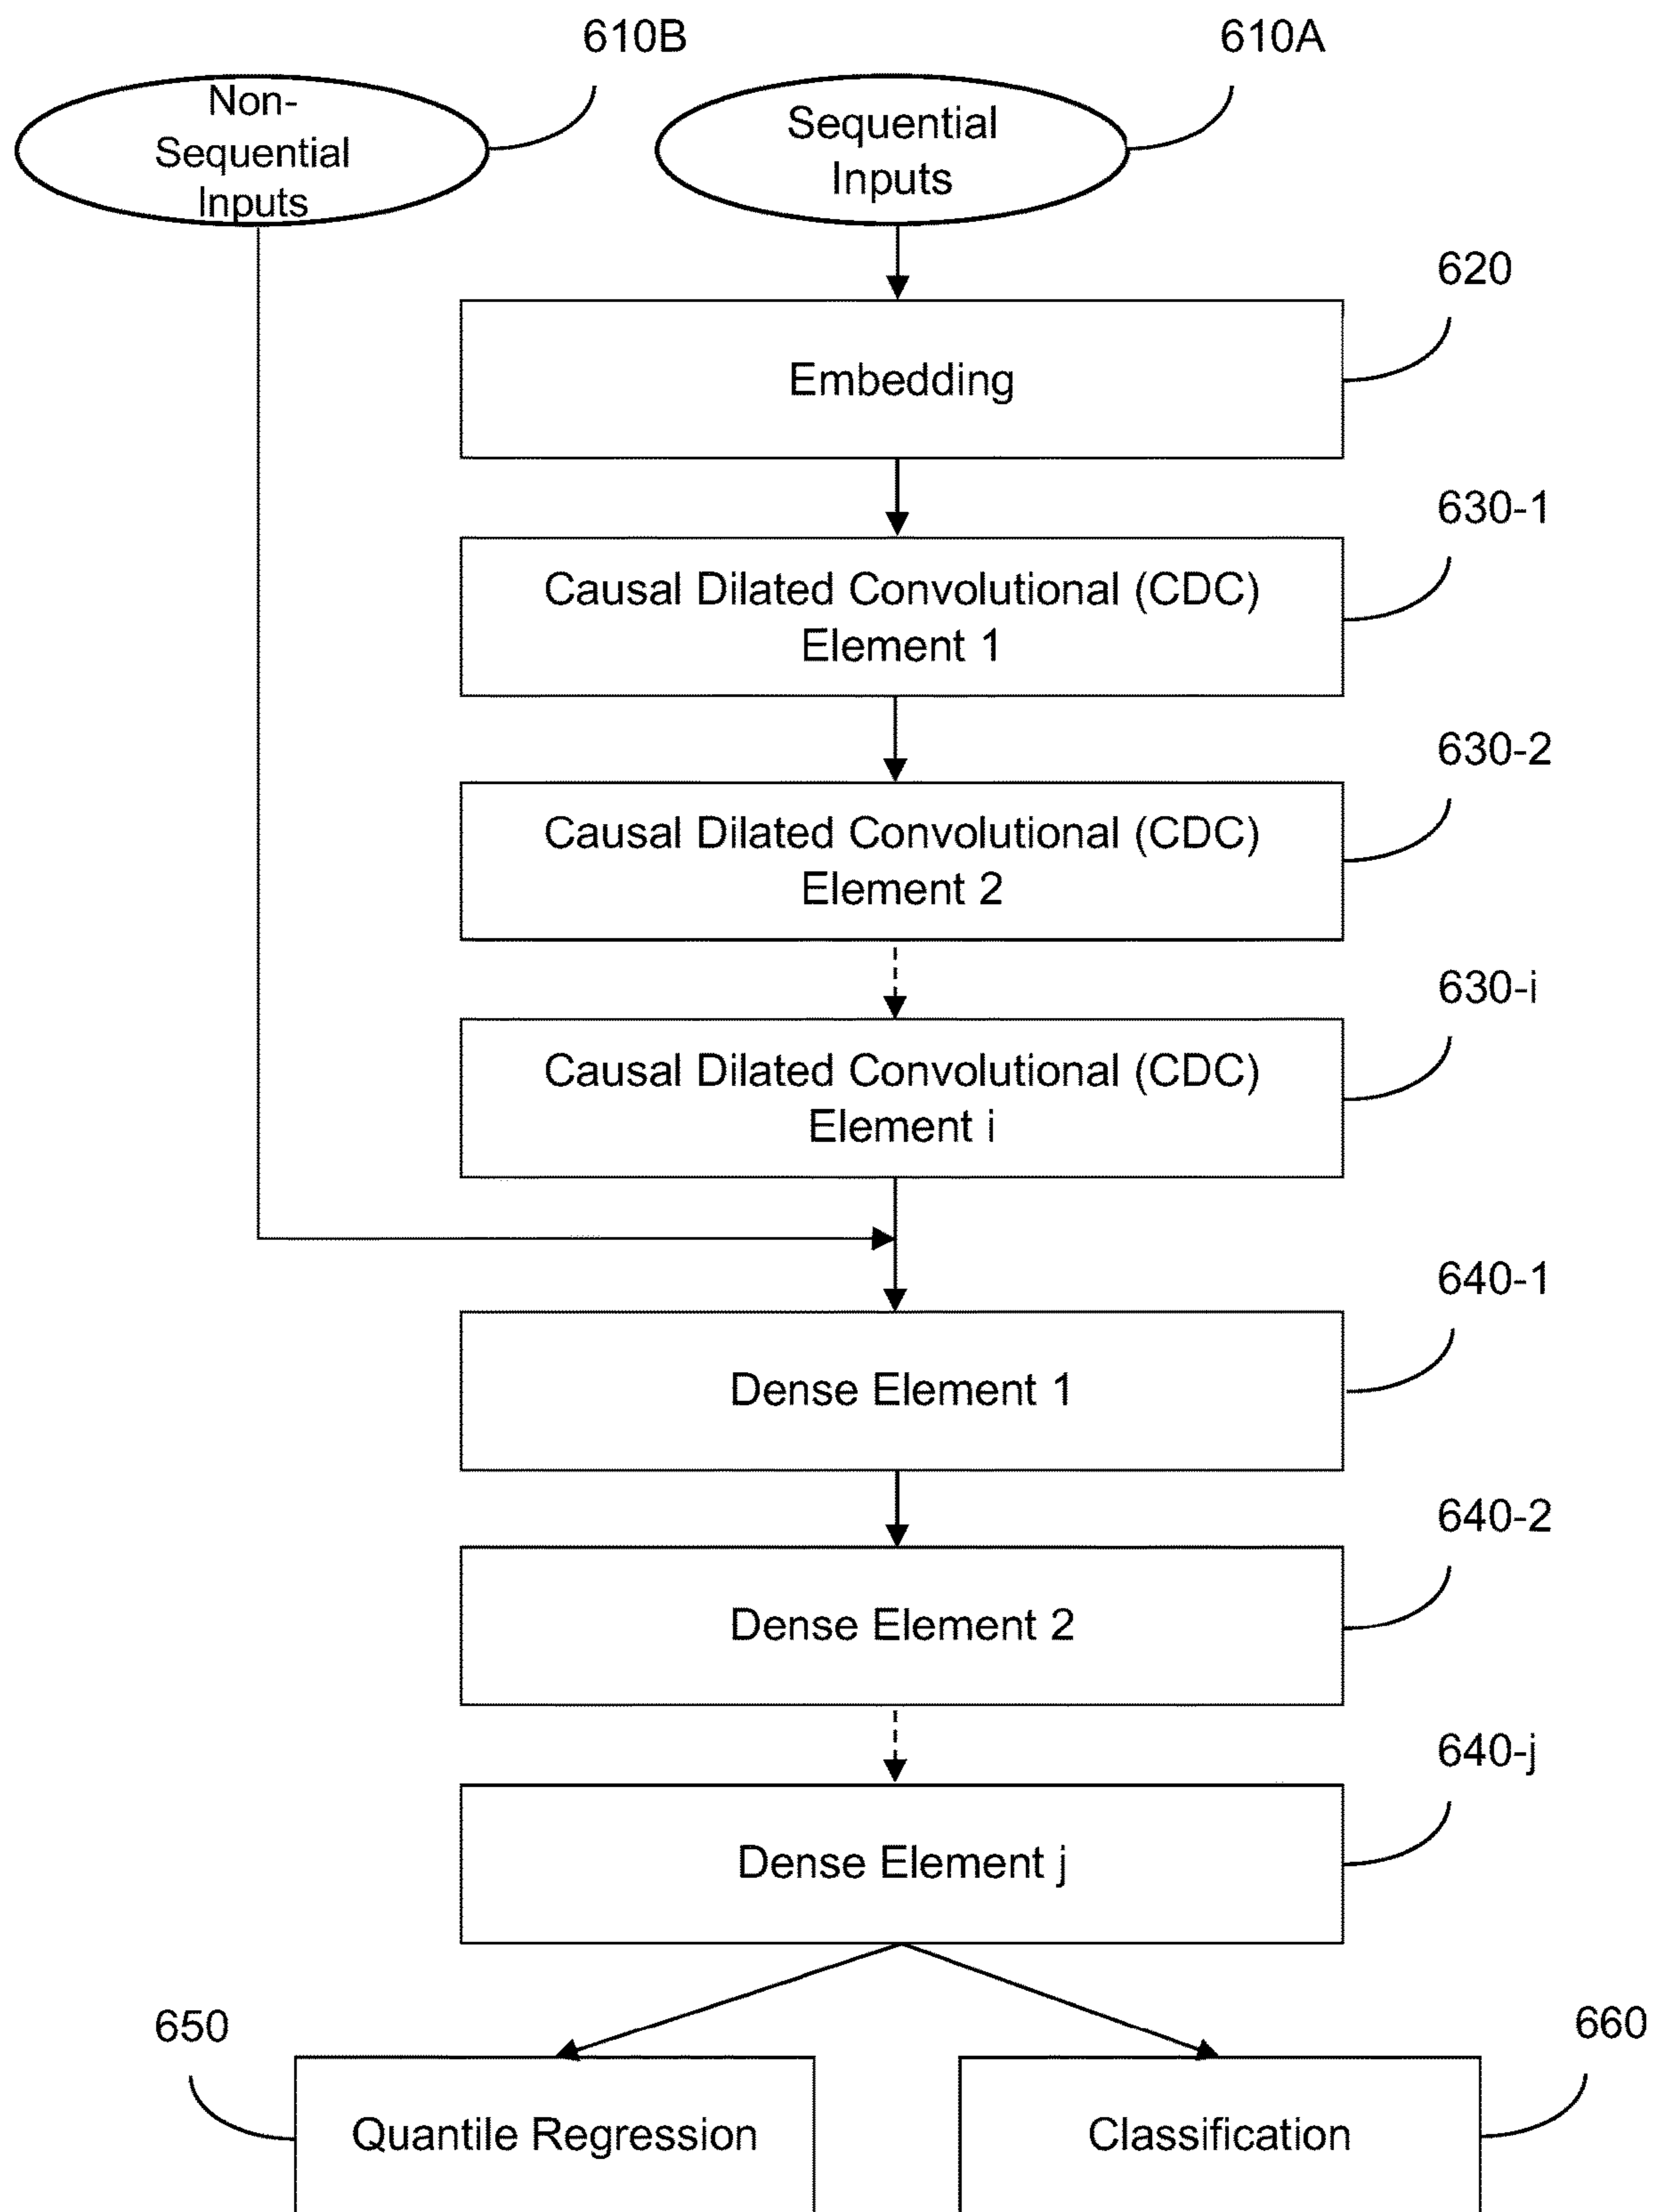 610B
610A
Non-
Sequential
Inputs
Sequential
Inputs
620
Embedding
630-1
Causal Dilated Convolutional (CDC)
Element 1
630-2
Causal Dilated Convolutional (CDC)
Element 2
630-i
Causal Dilated Convolutional (CDC)
Element i
640-1
Dense Element 1
640-2
Dense Element 2
640-j
Dense Element j
650
660
Quantile Regression
Classification